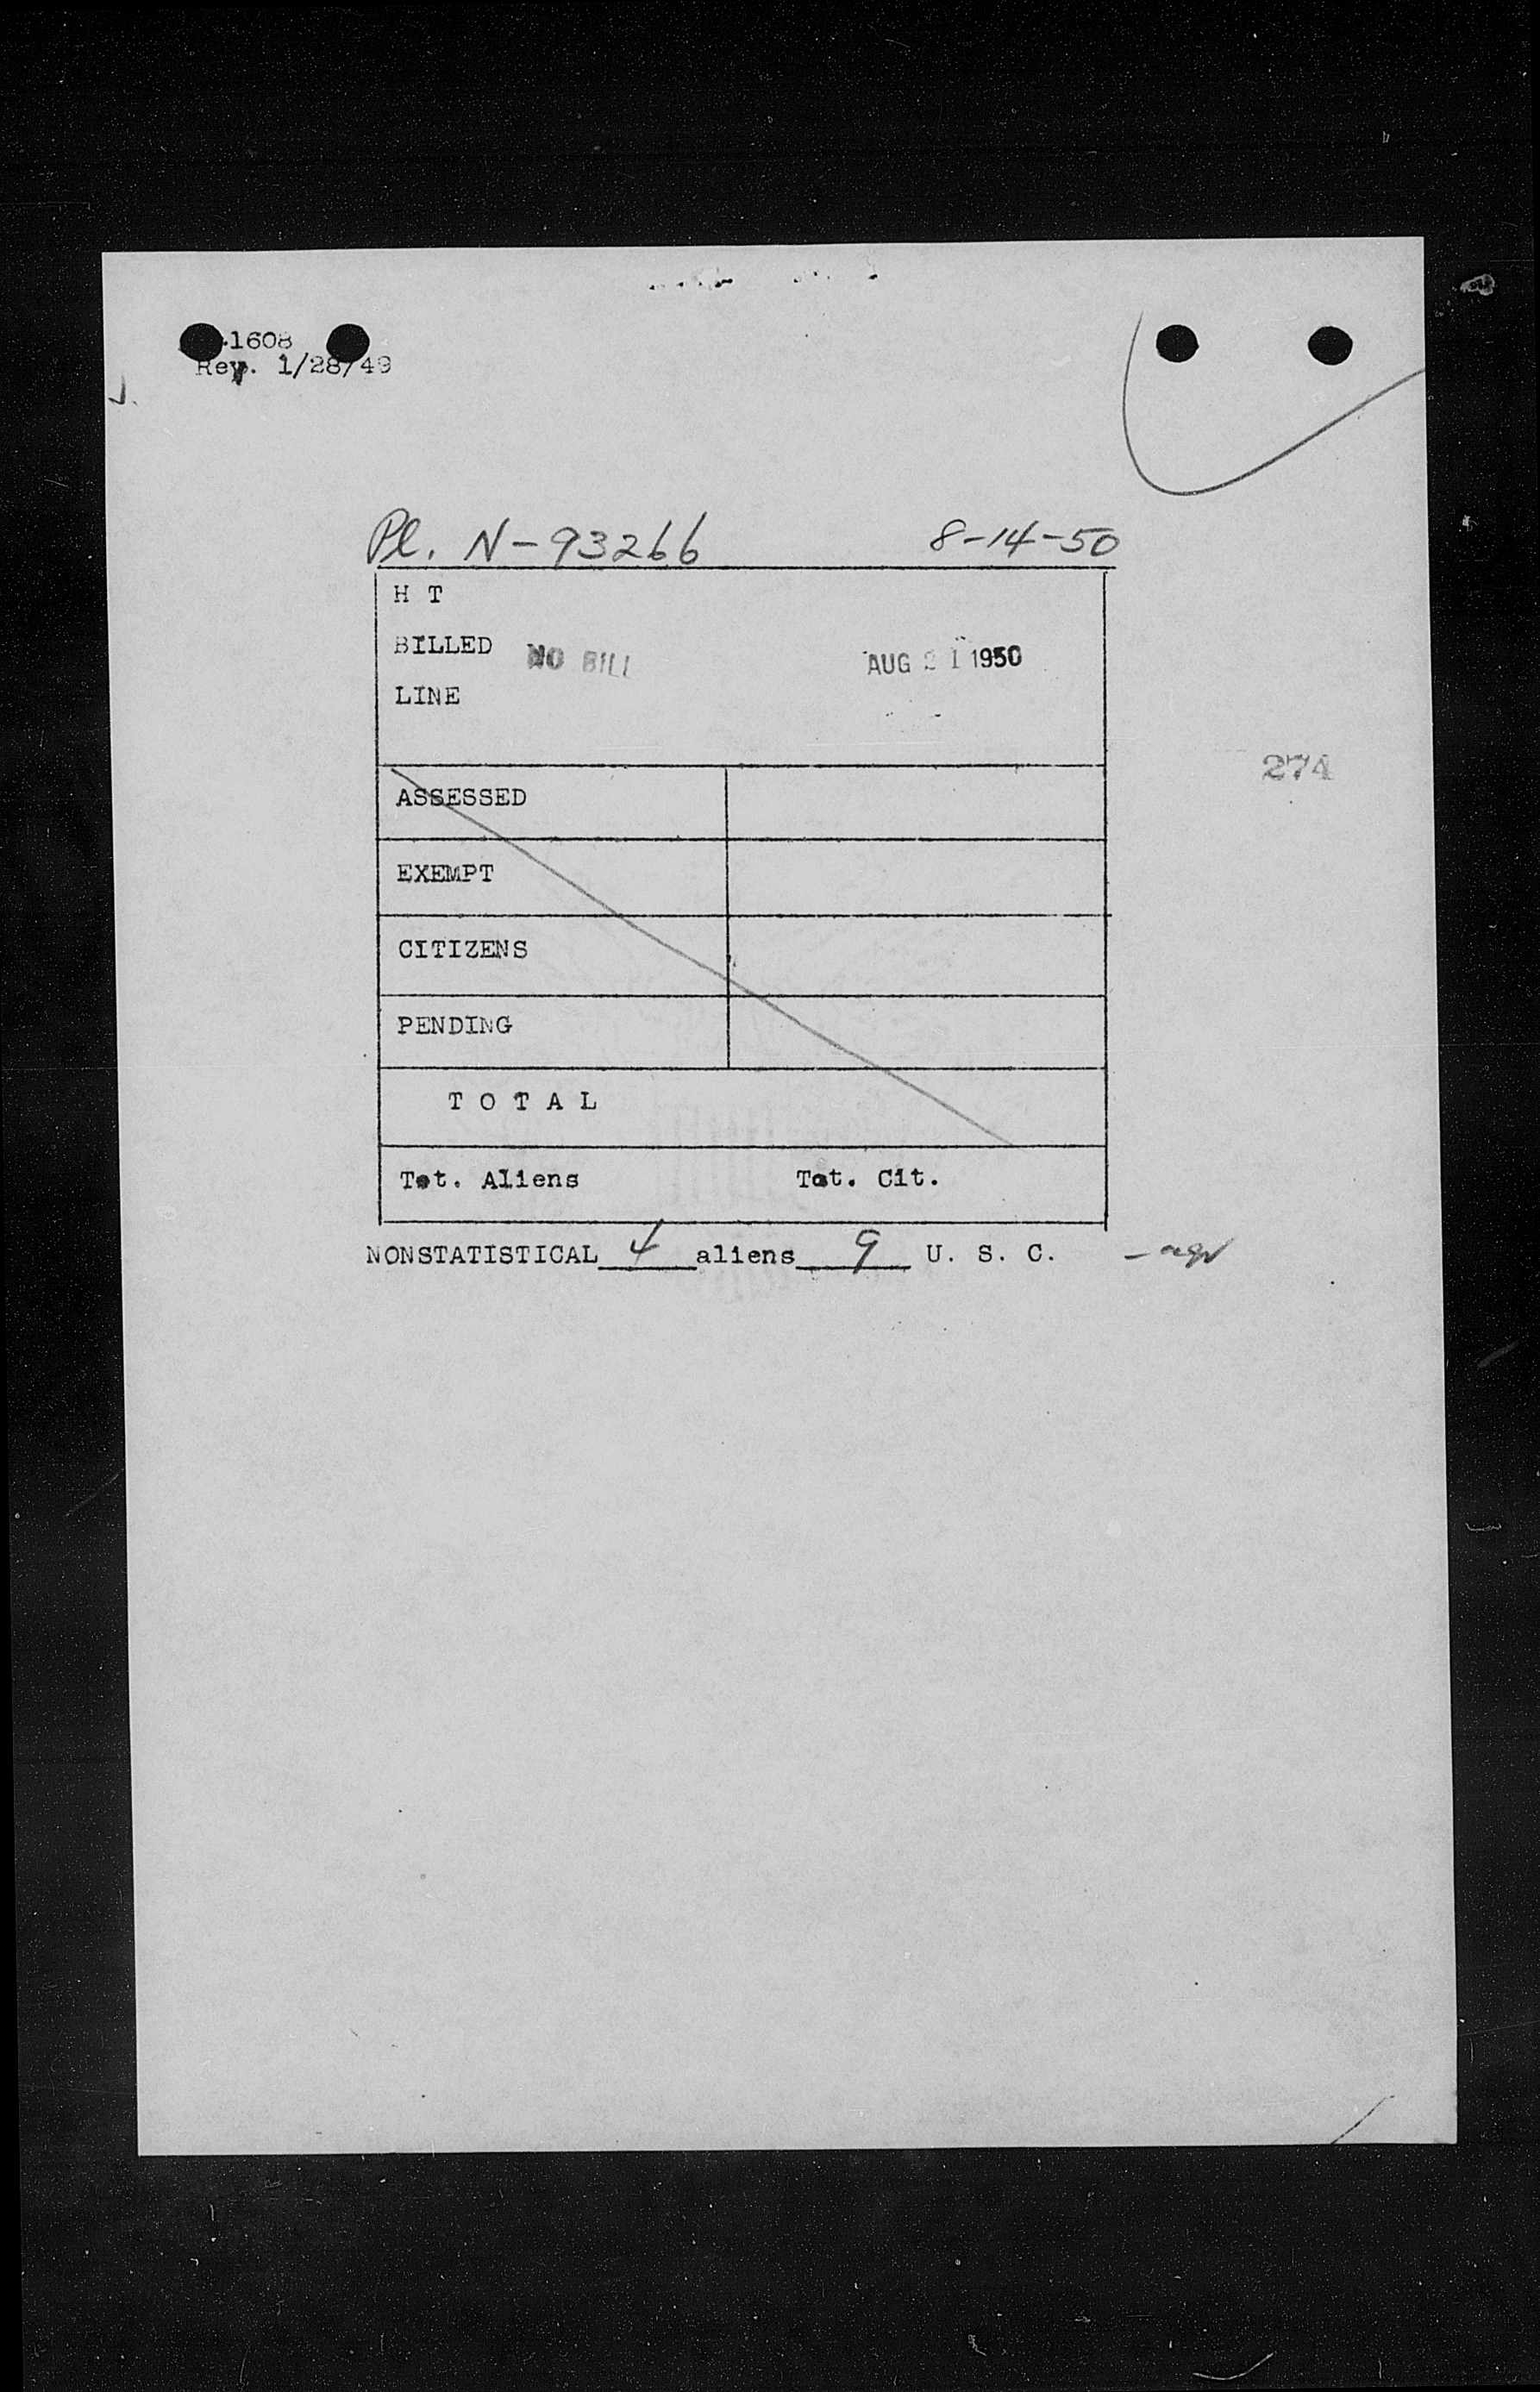 1608
Rev. 1/28/49
Pl. N-93266 8-14-50
H T
BILLED NO BILL AUG 21 1950
LINE
274
ASSESSED
EXEMPT
CITIZENS
PENDING
T O T A L
Tot. Aliens Tot. Cit.
NONSTATISTICAL 4 aliens 9 U. S. C.